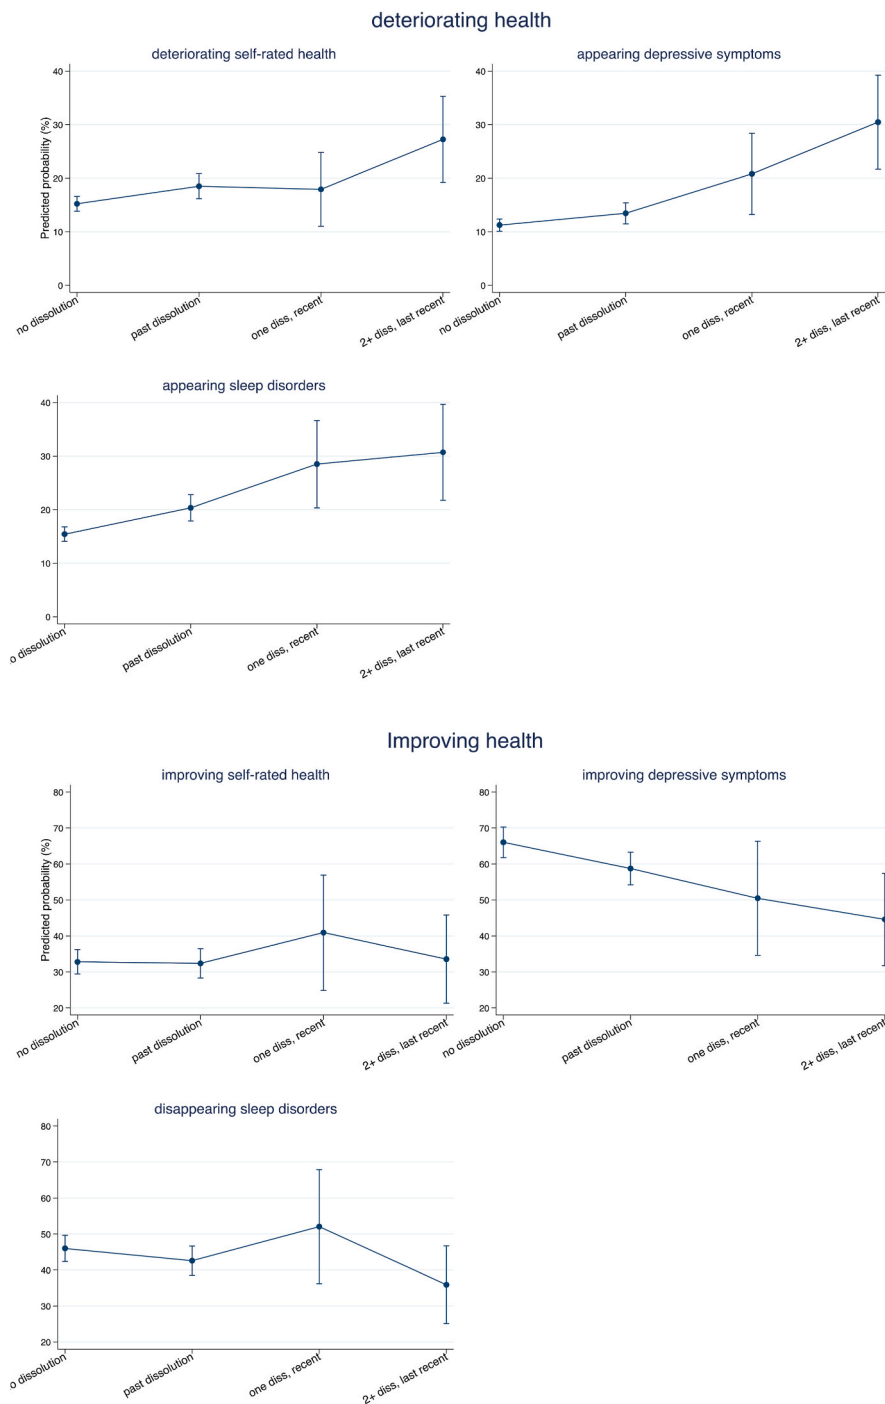 deteriorating health
deteriorating self-rated health
appearing depressive symptoms
Predicted probability (%)
40
30
20
10
0
no dissolution
past dissolution
one diss, recent
2+ diss, last recent
40
30
20
10
0
no dissolution
past dissolution
one diss, recent
2+ diss, last recent
appearing sleep disorders
40
30
20
10
0
o dissolution
past dissolution
one diss, recent
2+ diss, last recent
Improving health
improving self-rated health
improving depressive symptoms
Predicted probability (%)
80
70
60
50
40
30
20
no dissolution
past dissolution
one diss, recent
2+ diss, last recent
80
70
60
50
40
30
20
no dissolution
past dissolution
one diss, recent
2+ diss, last recent
disappearing sleep disorders
80
70
60
50
40
30
20
o dissolution
past dissolution
one diss, recent
2+ diss, last recent